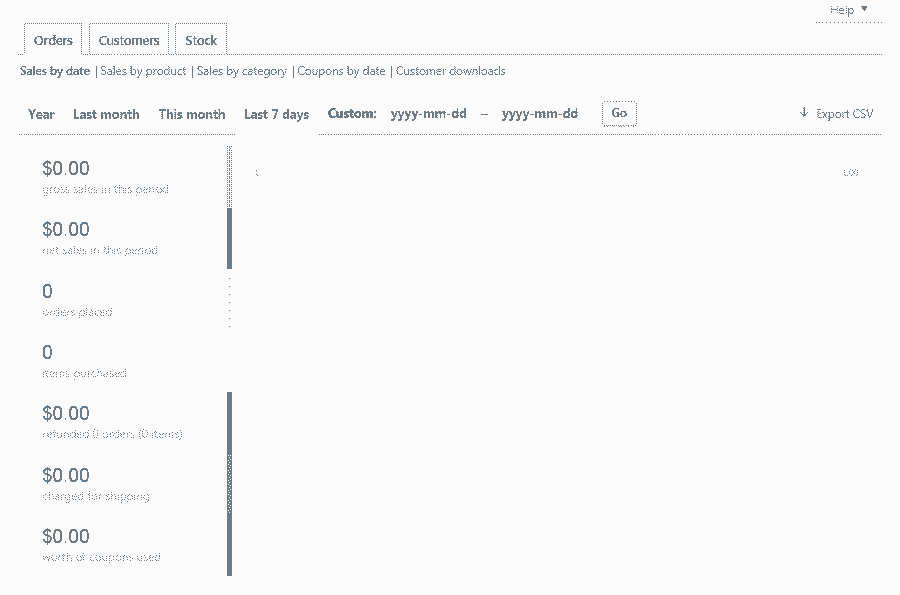 Help ▼
Orders Customers Stock
Sales by date | Sales by product | Sales by category | Coupons by date | Customer downloads
Year Last month This month Last 7 days Custom: yyyy-mm-dd – yyyy-mm-dd Go ↓ Export CSV
$0.00
gross sales in this period
$0.00
net sales in this period
0
orders placed
0
items purchased
$0.00
refunded 0 orders (0 items)
$0.00
charged for shipping
$0.00
worth of coupons used